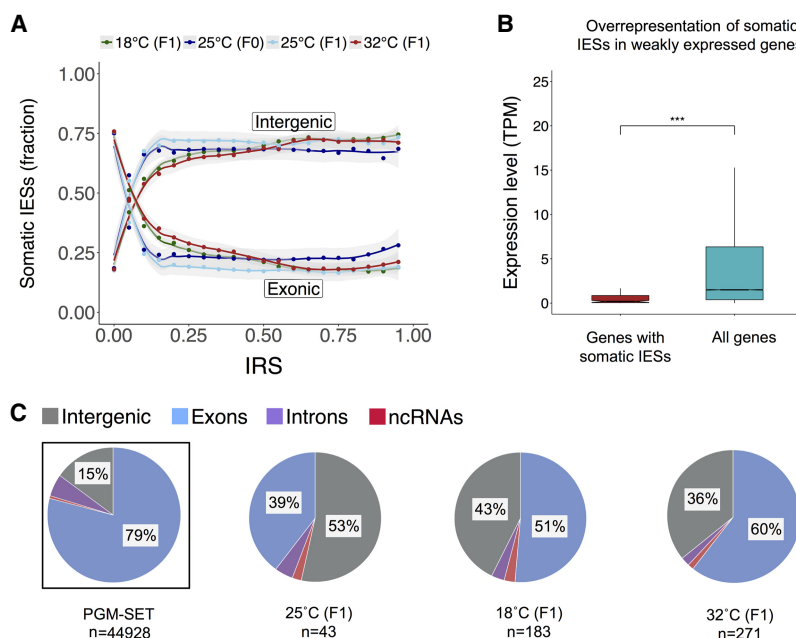 A
18°C (F1) 25°C (F0) 25°C (F1) 32°C (F1)
Somatic IESs (fraction)
1.00
0.75
0.50
0.25
0.00
Intergenic
Exonic
0.00 0.25 0.50 0.75 1.00
IRS
B
Overrepresentation of somatic
IESs in weakly expressed genes
Expression level (TPM)
25
20
15
10
5
0
***
Genes with
somatic IESs
All genes
C
Intergenic Exons Introns ncRNAs
15%
79%
PGM-SET
n=44928
39%
53%
25°C (F1)
n=43
43%
51%
18°C (F1)
n=183
36%
60%
32°C (F1)
n=271